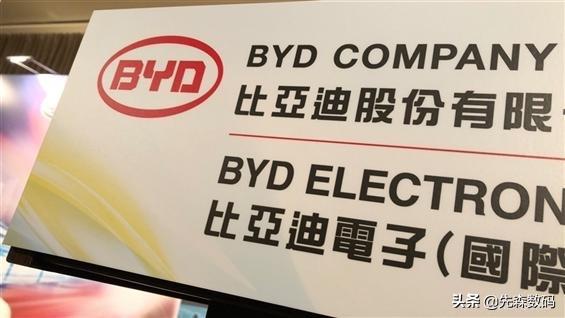 BYD
BYD COMPANY
比亞迪股份有限
BYD ELECTRON
比亞迪電子(國際
头条 @先森数码